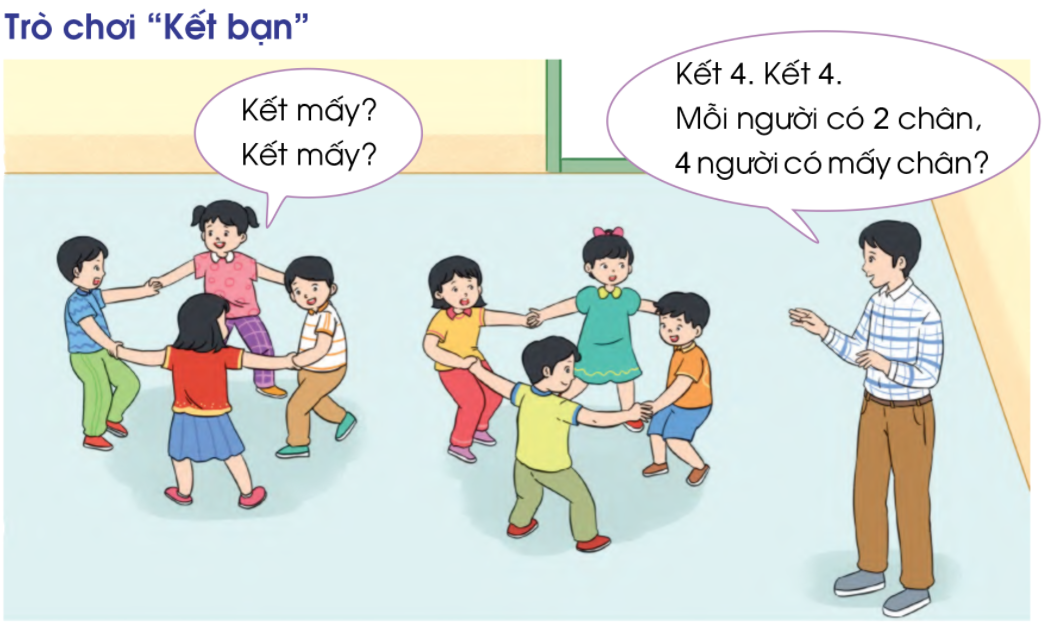 Trò chơi “Kết bạn”
Kết mấy?
Kết mấy?
Kết 4. Kết 4.
Mỗi người có 2 chân,
4 người có mấy chân?